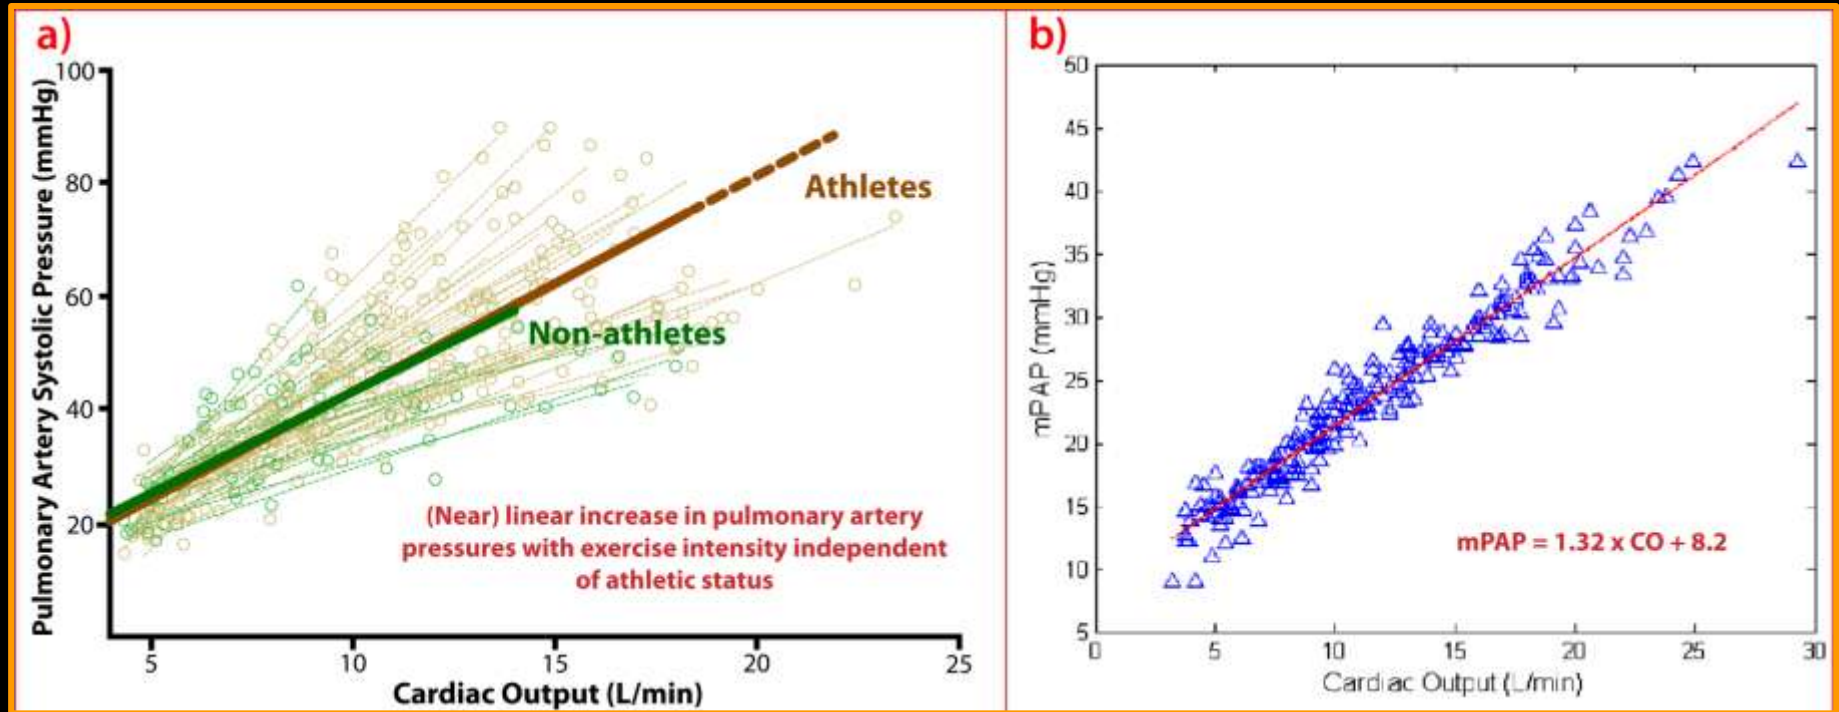 a)
Pulmonary Artery Systolic Pressure (mmHg)
100
80
60
40
20
Athletes
Non-athletes
(Near) linear increase in pulmonary artery
pressures with exercise intensity independent
of athletic status
5 10 15 20 25
Cardiac Output (L/min)
b)
mPAP (mmHg)
50
45
40
35
30
25
20
15
10
5
mPAP = 1.32 x CO + 8.2
0 5 10 15 20 25 30
Cardiac Output (L/min)